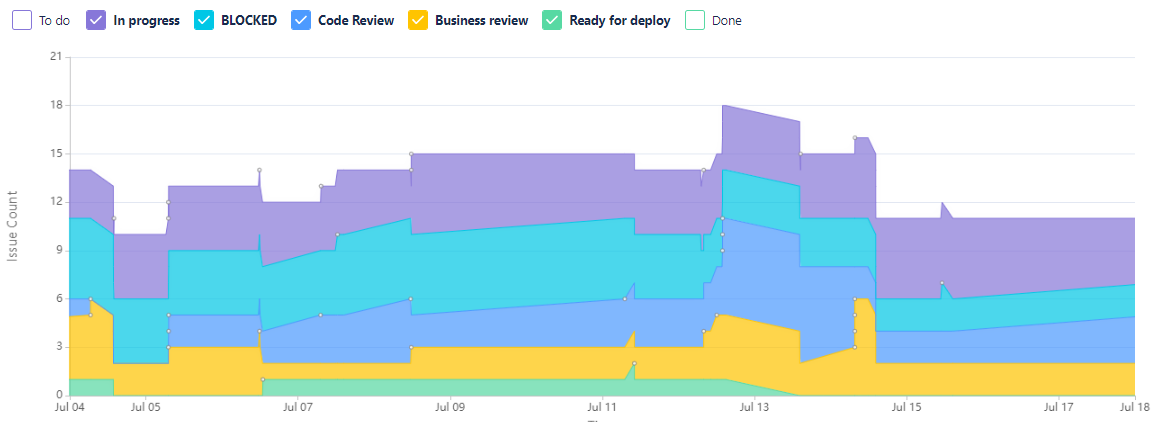 To do In progress BLOCKED Code Review Business review Ready for deploy Done
21
18
15
12
9
6
3
0
Issue Count
Jul 04 Jul 05 Jul 07 Jul 09 Jul 11 Jul 13 Jul 15 Jul 17 Jul 18